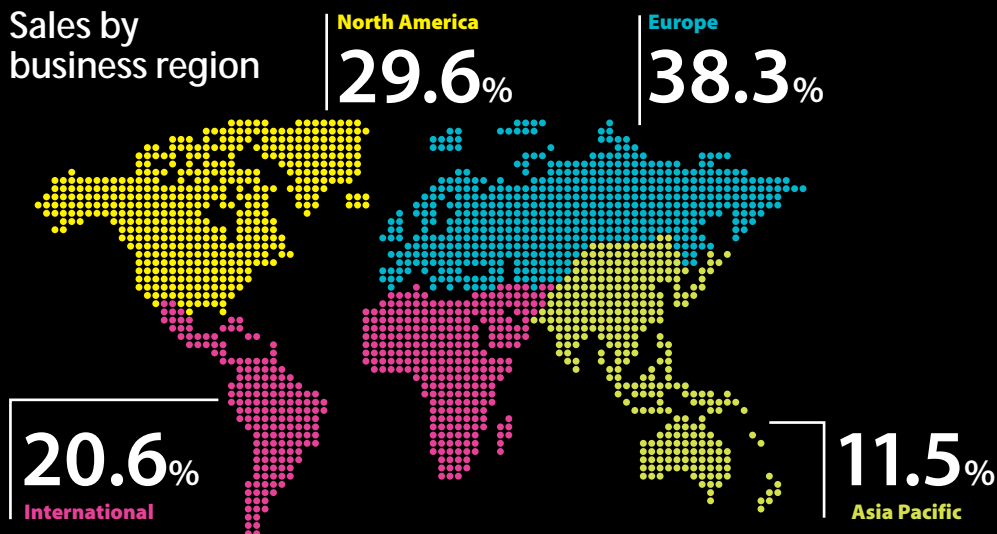 Sales by
business region
North America
29.6%
Europe
38.3%
20.6%
International
11.5%
Asia Pacific